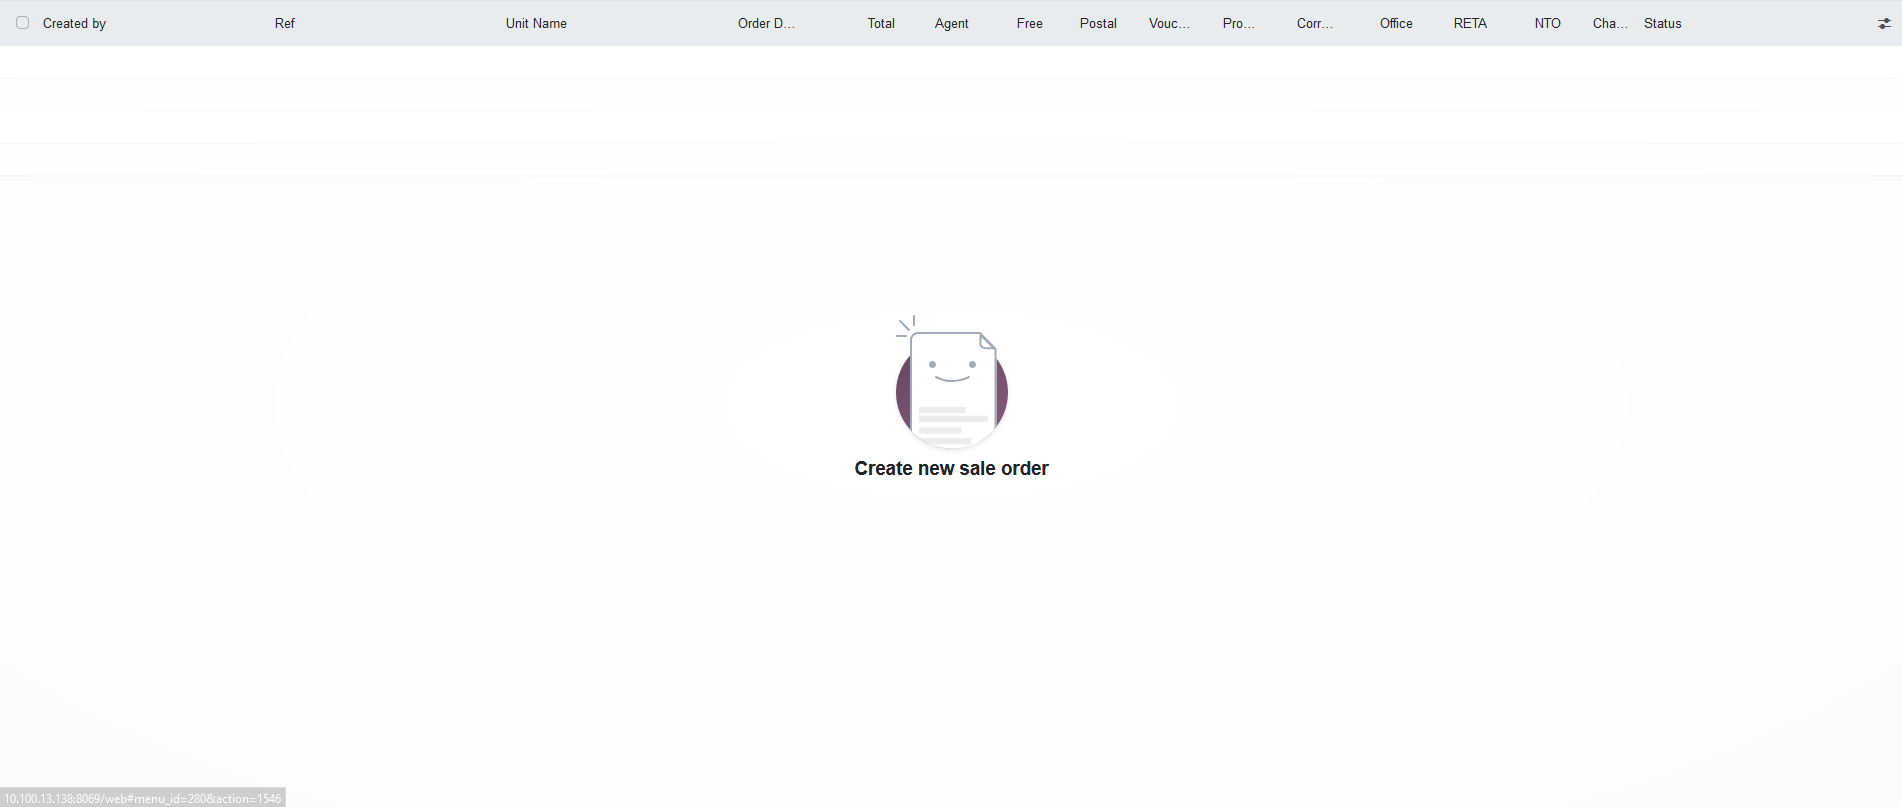 Created by Ref Unit Name Order D... Total Agent Free Postal Vouc... Pro... Corr... Office RETA NTO Cha... Status
Create new sale order
10.100.13.138:8069/web#menu_id=280&action=1546